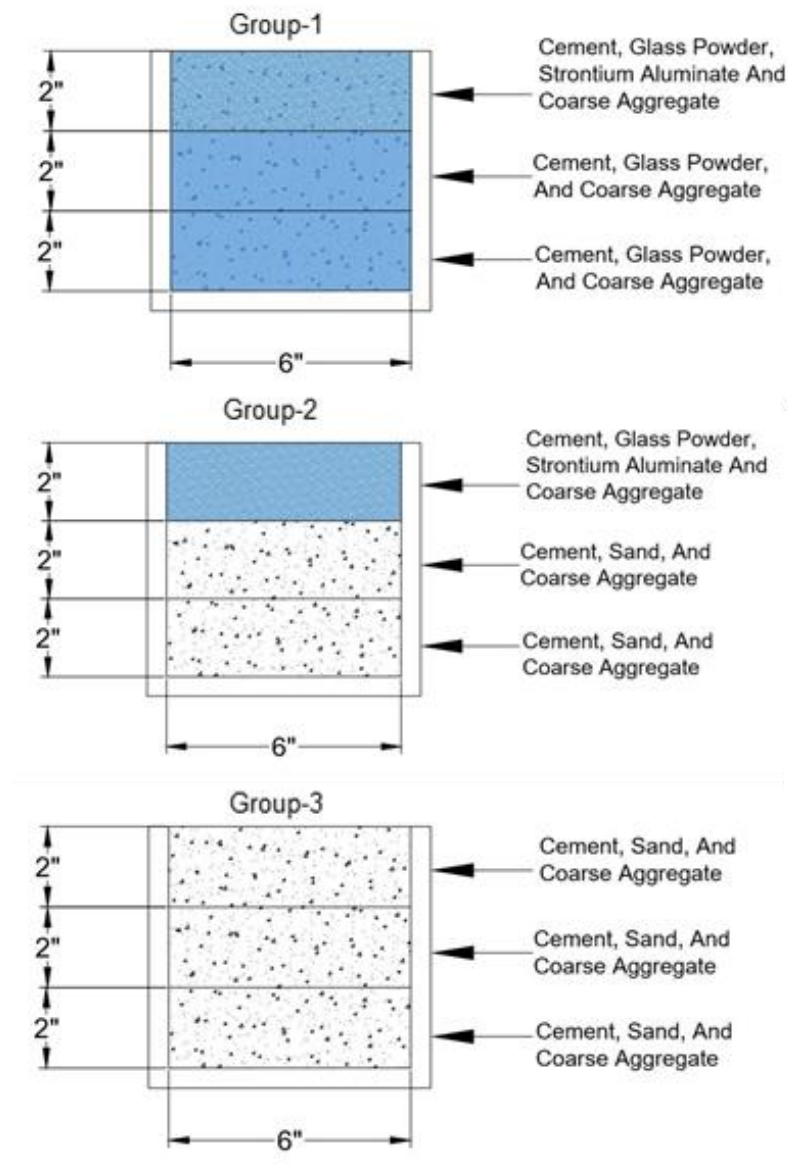 Group-1
2"
Cement, Glass Powder,
Strontium Aluminate And
Coarse Aggregate
2"
Cement, Glass Powder,
And Coarse Aggregate
2"
Cement, Glass Powder,
And Coarse Aggregate
6"
Group-2
2"
Cement, Glass Powder,
Strontium Aluminate And
Coarse Aggregate
2"
Cement, Sand, And
Coarse Aggregate
2"
Cement, Sand, And
Coarse Aggregate
6"
Group-3
2"
Cement, Sand, And
Coarse Aggregate
2"
Cement, Sand, And
Coarse Aggregate
2"
Cement, Sand, And
Coarse Aggregate
6"